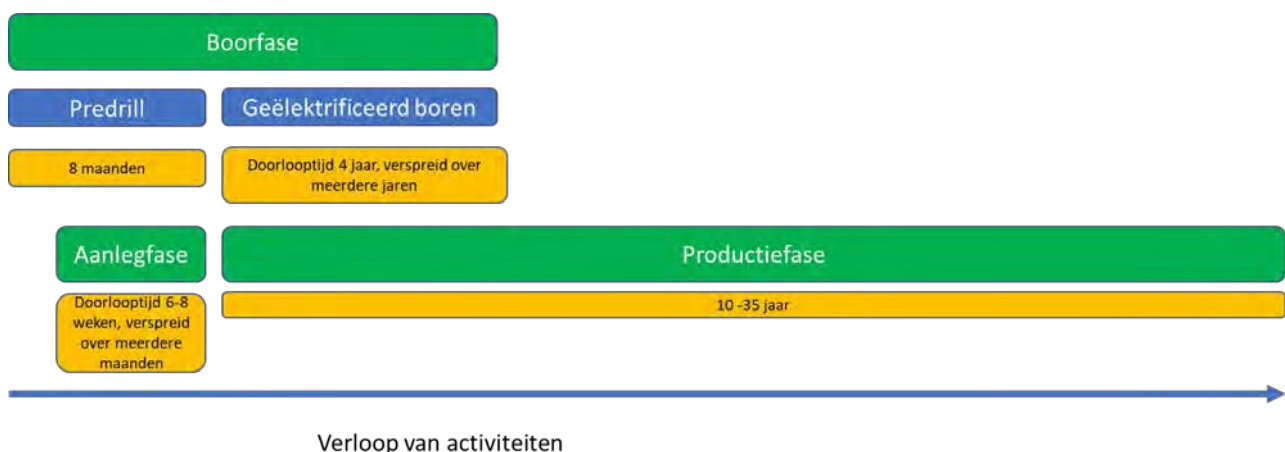 Boorfase
Predrill
Geëlektrificeerd boren
8 maanden
Doorlooptijd 4 jaar, verspreid over
meerdere jaren
Aanlegfase
Productiefase
Doorlooptijd 6-8
weken, verspreid
over meerdere
maanden
10 -35 jaar
Verloop van activiteiten